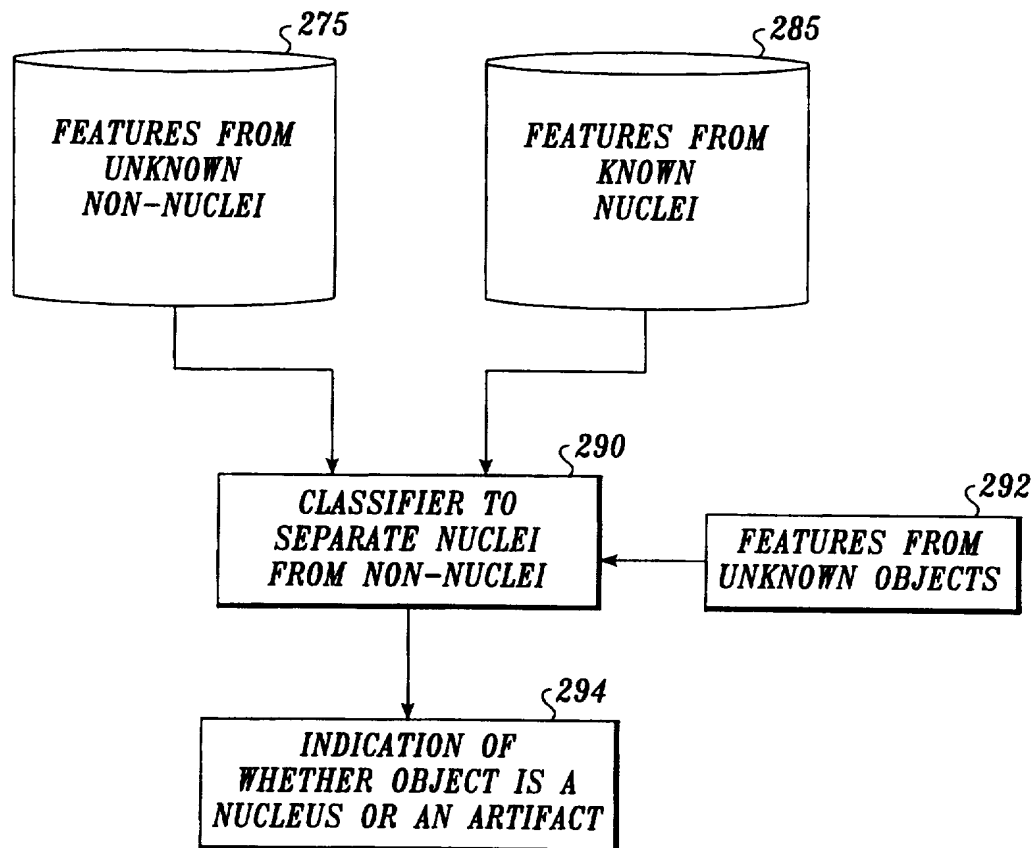 275
FEATURES FROM
UNKNOWN
NON-NUCLEI
285
FEATURES FROM
KNOWN
NUCLEI
290
CLASSIFIER TO
SEPARATE NUCLEI
FROM NON-NUCLEI
292
FEATURES FROM
UNKNOWN OBJECTS
294
INDICATION OF
WHETHER OBJECT IS A
NUCLEUS OR AN ARTIFACT